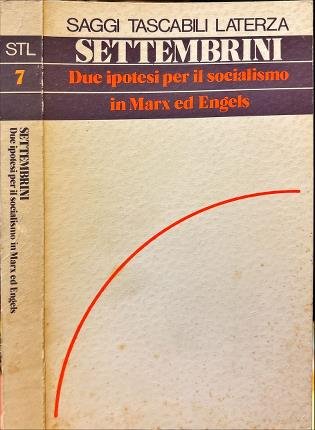 SAGGI TASCABILI LATERZA
STL
SETTEMBRINI
7
Due ipotesi per il socialismo
in Marx ed Engels
SETTEMBRINI
Due ipotesi per il socialismo in Marx ed Engels